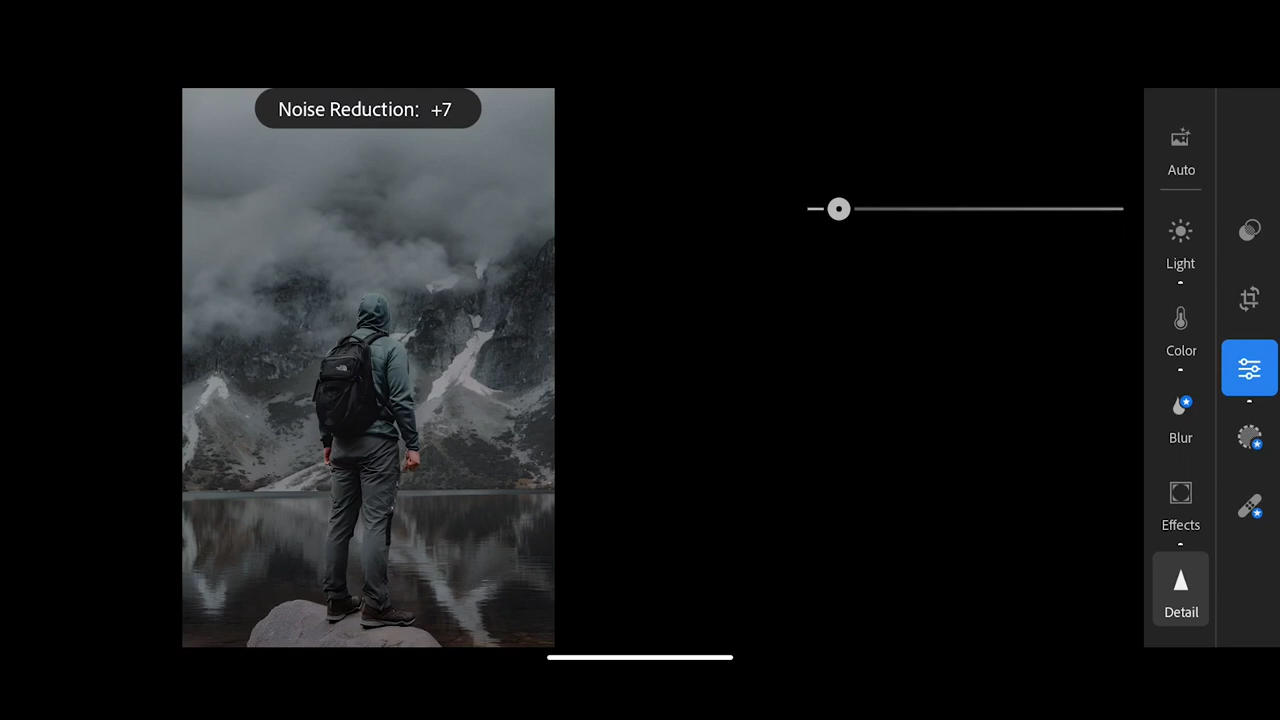 Noise Reduction: +7
Auto
Light
Color
Blur
Effects
Detail